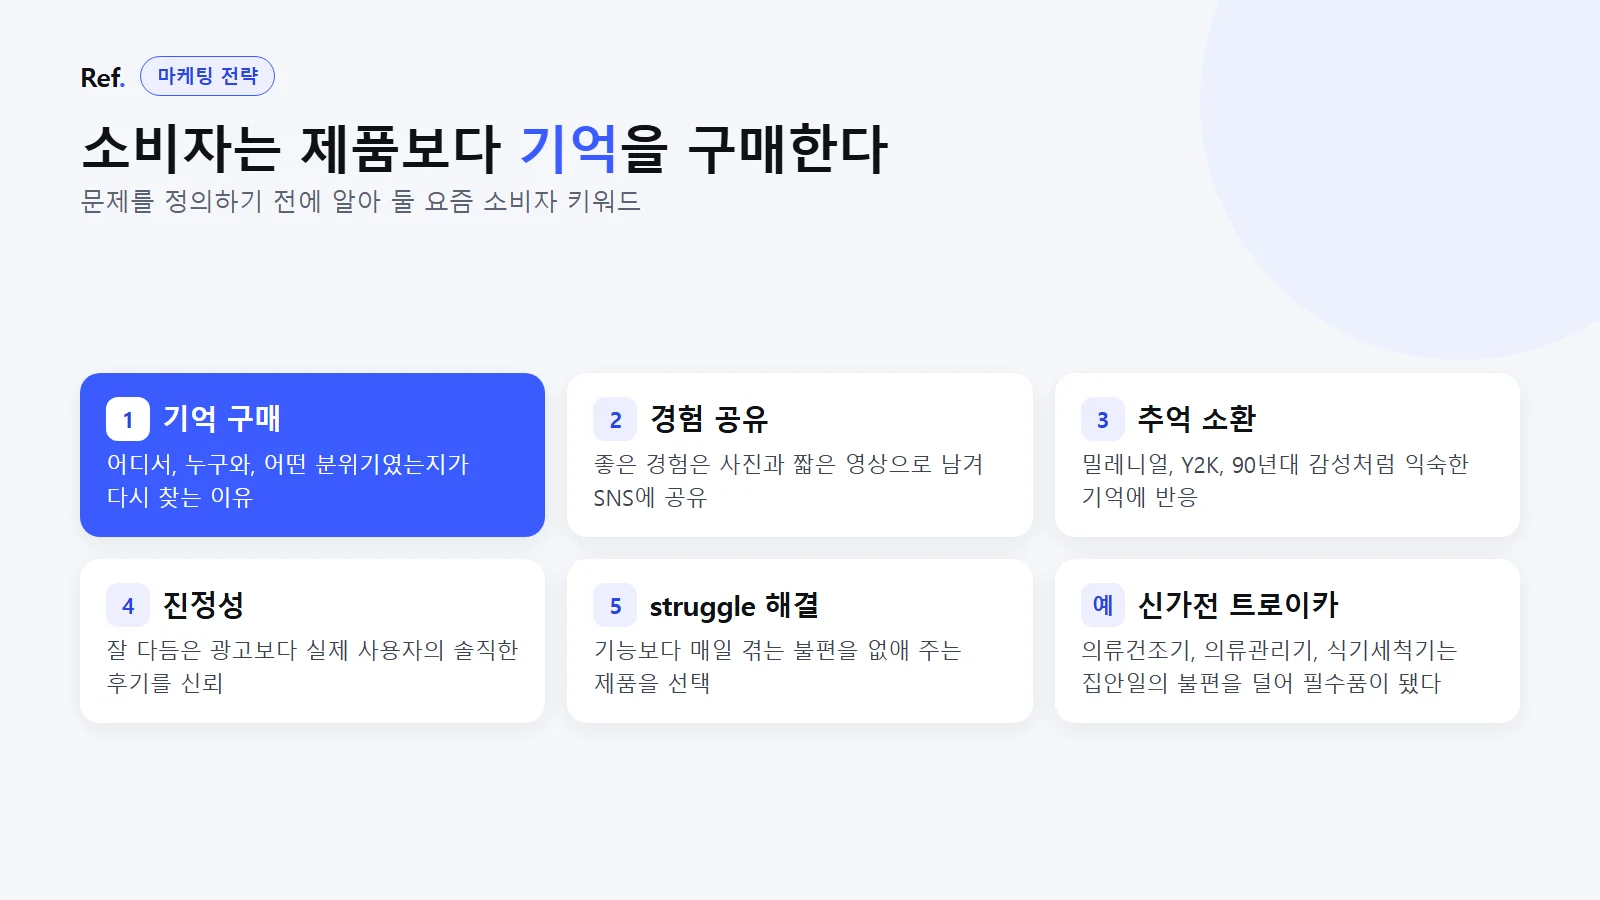 Ref.
마케팅 전략
소비자는 제품보다 기억을 구매한다
문제를 정의하기 전에 알아 둘 요즘 소비자 키워드
1 기억 구매
어디서, 누구와, 어떤 분위기였는지가
다시 찾는 이유
2 경험 공유
좋은 경험은 사진과 짧은 영상으로 남겨
SNS에 공유
3 추억 소환
밀레니얼, Y2K, 90년대 감성처럼 익숙한
기억에 반응
4 진정성
잘 다듬은 광고보다 실제 사용자의 솔직한
후기를 신뢰
5 struggle 해결
기능보다 매일 겪는 불편을 없애 주는
제품을 선택
예 신가전 트로이카
의류건조기, 의류관리기, 식기세척기는
집안일의 불편을 덜어 필수품이 됐다